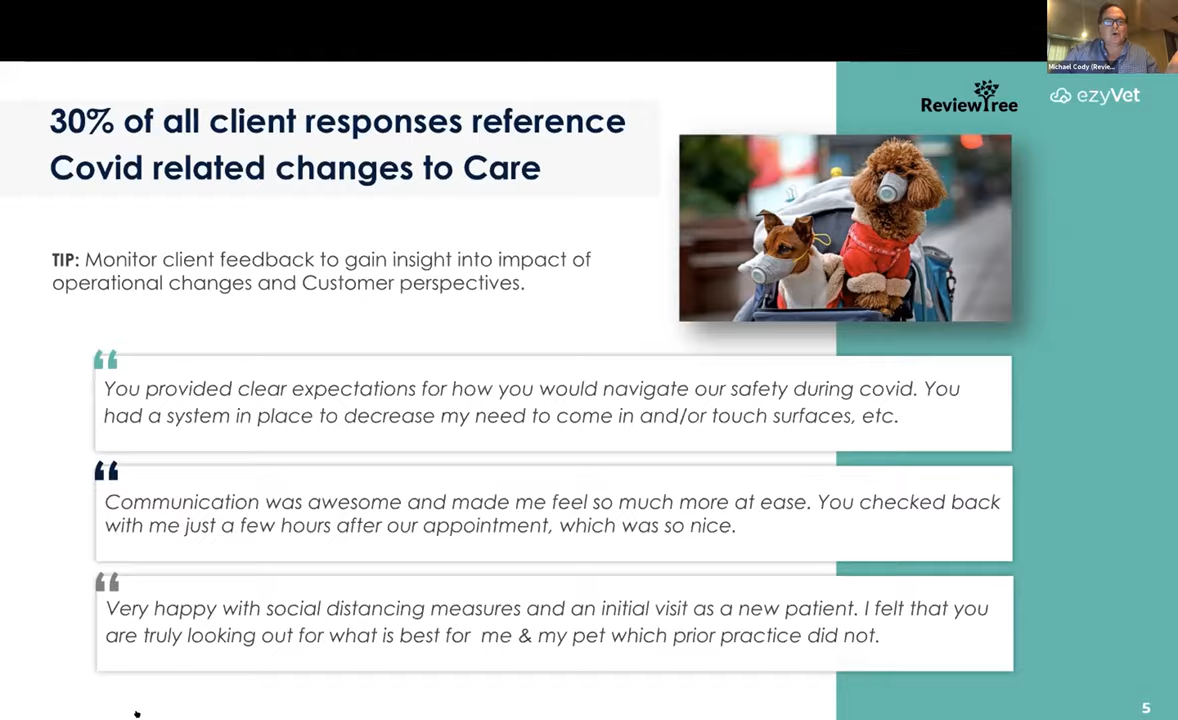 Michael Cody (Revie...
ReviewTree
ezyVet
30% of all client responses reference
Covid related changes to Care
TIP: Monitor client feedback to gain insight into impact of
operational changes and Customer perspectives.
“
You provided clear expectations for how you would navigate our safety during covid. You
had a system in place to decrease my need to come in and/or touch surfaces, etc.
“
Communication was awesome and made me feel so much more at ease. You checked back
with me just a few hours after our appointment, which was so nice.
“
Very happy with social distancing measures and an initial visit as a new patient. I felt that you
are truly looking out for what is best for me & my pet which prior practice did not.
5